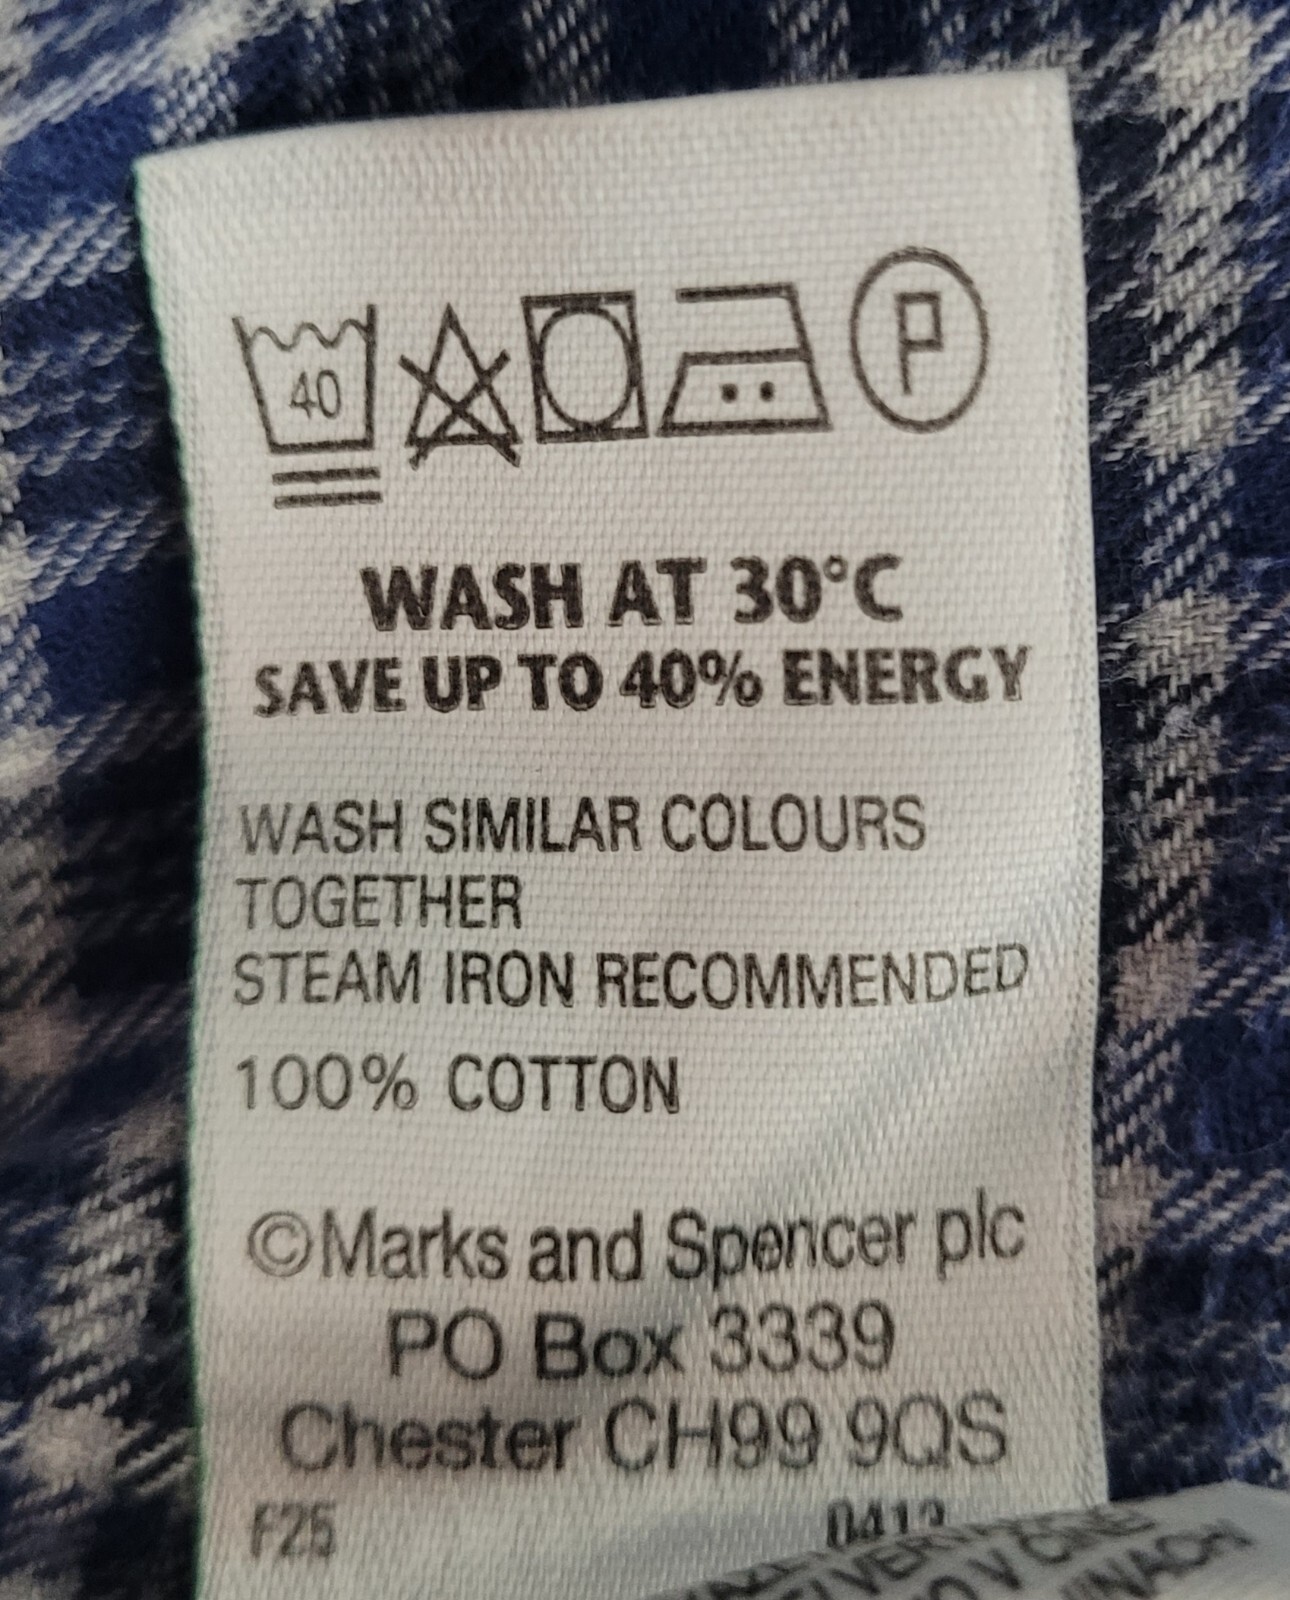 40
P
WASH AT 30°C
SAVE UP TO 40% ENERGY
WASH SIMILAR COLOURS
TOGETHER
STEAM IRON RECOMMENDED
100% COTTON
©Marks and Spencer plc
PO Box 3339
Chester CH99 9QS
F25